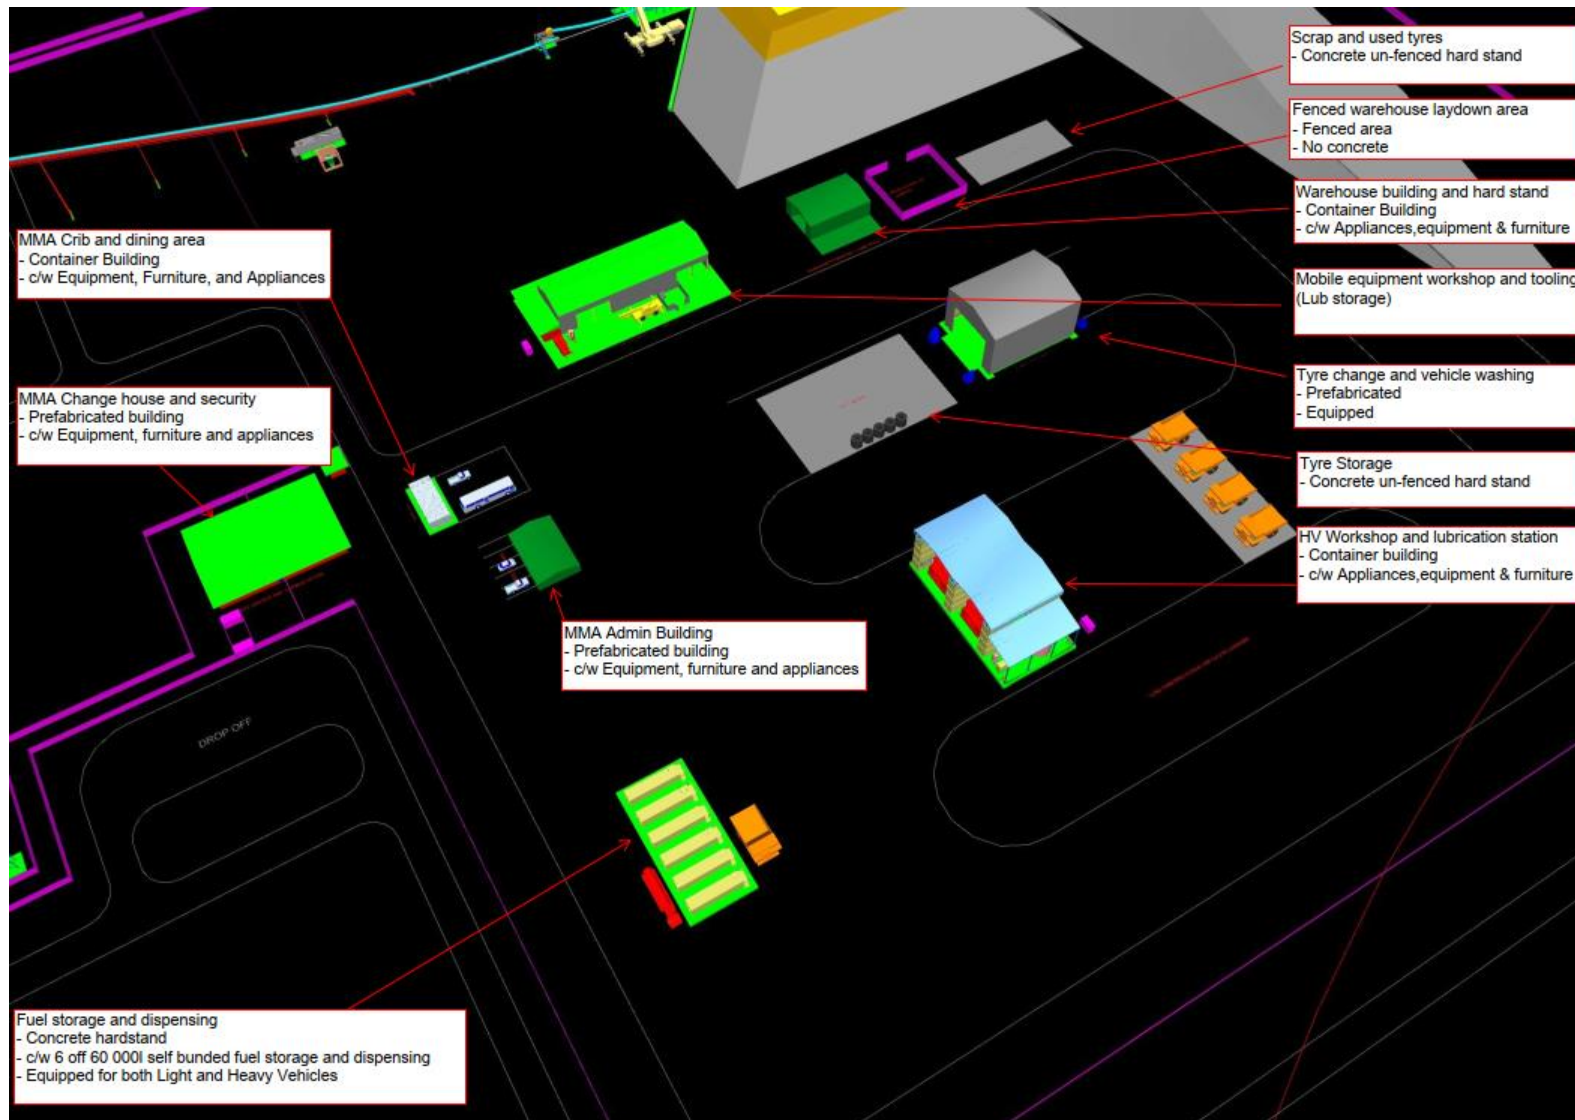 Scrap and used tyres
- Concrete un-fenced hard stand
Fenced warehouse laydown area
- Fenced area
- No concrete
Warehouse building and hard stand
- Container Building
- c/w Appliances,equipment & furniture
MMA Crib and dining area
- Container Building
- c/w Equipment, Furniture, and Appliances
Mobile equipment workshop and tooling
(Lub storage)
Tyre change and vehicle washing
- Prefabricated
- Equipped
MMA Change house and security
- Prefabricated building
- c/w Equipment, furniture and appliances
Tyre Storage
- Concrete un-fenced hard stand
HV Workshop and lubrication station
- Container building
- c/w Appliances,equipment & furniture
MMA Admin Building
- Prefabricated building
- c/w Equipment, furniture and appliances
DROP OFF
Fuel storage and dispensing
- Concrete hardstand
- c/w 6 off 60 000l self bunded fuel storage and dispensing
- Equipped for both Light and Heavy Vehicles